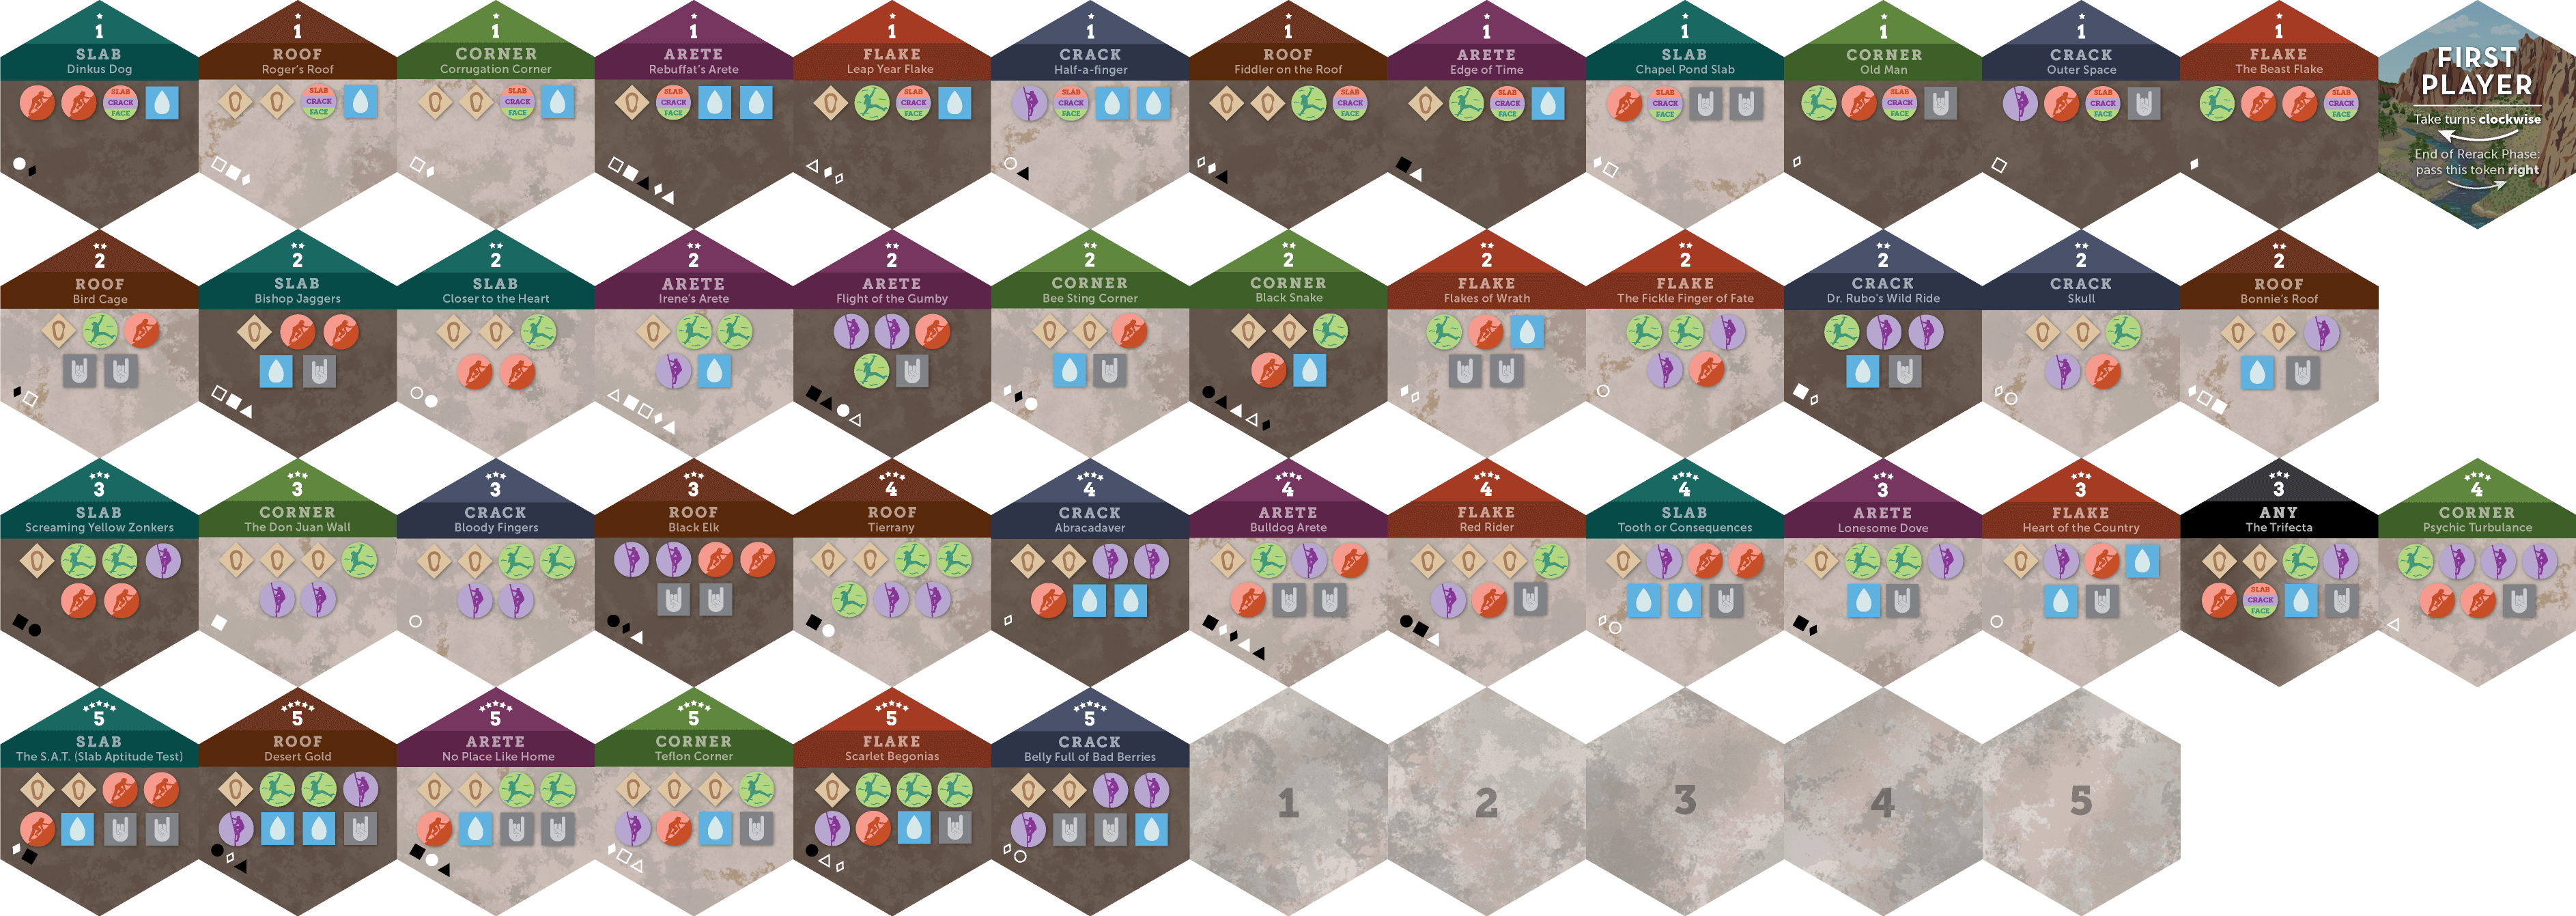 1
SLAB
Dinkus Dog
SLAB
CRACK
FACE
1
ROOF
Roger's Roof
SLAB
CRACK
FACE
1
CORNER
Corrugation Corner
SLAB
CRACK
FACE
1
ARETE
Rebuffat's Arete
SLAB
CRACK
FACE
1
FLAKE
Leap Year Flake
SLAB
CRACK
FACE
1
CRACK
Half-a-finger
SLAB
CRACK
FACE
1
ROOF
Fiddler on the Roof
SLAB
CRACK
FACE
1
ARETE
Edge of Time
SLAB
CRACK
FACE
1
SLAB
Chapel Pond Slab
SLAB
CRACK
FACE
1
CORNER
Old Man
SLAB
CRACK
FACE
1
CRACK
Outer Space
SLAB
CRACK
FACE
1
FLAKE
The Beast Flake
SLAB
CRACK
FACE
FIRST
PLAYER
Take turns clockwise
End of Rerack Phase:
pass this token right
2
ROOF
Bird Cage
2
SLAB
Bishop Jaggers
2
SLAB
Closer to the Heart
2
ARETE
Irene's Arete
2
ARETE
Flight of the Gumby
2
CORNER
Bee Sting Corner
2
CORNER
Black Snake
2
FLAKE
Flakes of Wrath
2
FLAKE
The Fickle Finger of Fate
2
CRACK
Dr. Rubo's Wild Ride
2
CRACK
Skull
2
ROOF
Bonnie's Roof
3
SLAB
Screaming Yellow Zonkers
3
CORNER
The Don Juan Wall
3
CRACK
Bloody Fingers
3
ROOF
Black Elk
4
ROOF
Tierrany
4
CRACK
Abracadaver
4
ARETE
Bulldog Arete
4
FLAKE
Red Rider
4
SLAB
Tooth or Consequences
3
ARETE
Lonesome Dove
3
FLAKE
Heart of the Country
3
ANY
The Trifecta
SLAB
CRACK
FACE
4
CORNER
Psychic Turbulance
5
SLAB
The S.A.T. (Slab Aptitude Test)
5
ROOF
Desert Gold
5
ARETE
No Place Like Home
5
CORNER
Teflon Corner
5
FLAKE
Scarlet Begonias
5
CRACK
Belly Full of Bad Berries
1
2
3
4
5